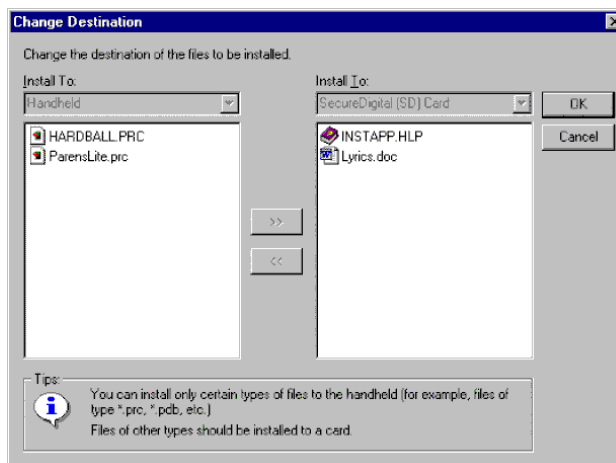 Change Destination
Change the destination of the files to be installed.
Install To:
Handheld
HARDBALL.PRC
ParensLite.prc
>>
<<
Install To:
SecureDigital (SD) Card
INSTAPP.HLP
Lyrics.doc
OK
Cancel
Tips:
You can install only certain types of files to the handheld (for example, files of
type *.prc, *.pdb, etc.)
Files of other types should be installed to a card.